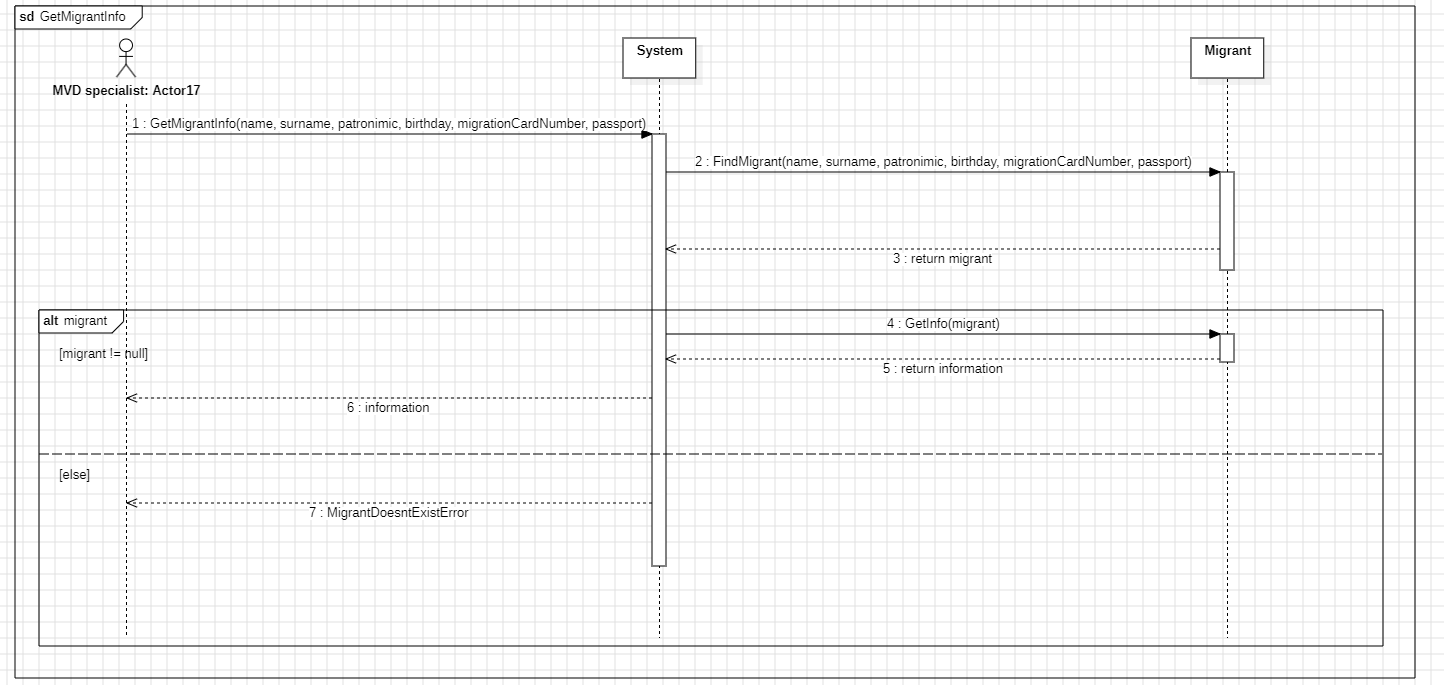 sd GetMigrantInfo
System
Migrant
MVD specialist: Actor17
1 : GetMigrantInfo(name, surname, patronimic, birthday, migrationCardNumber, passport)
2 : FindMigrant(name, surname, patronimic, birthday, migrationCardNumber, passport)
3 : return migrant
alt migrant
4 : GetInfo(migrant)
[migrant != null]
5 : return information
6 : information
[else]
7 : MigrantDoesntExistError